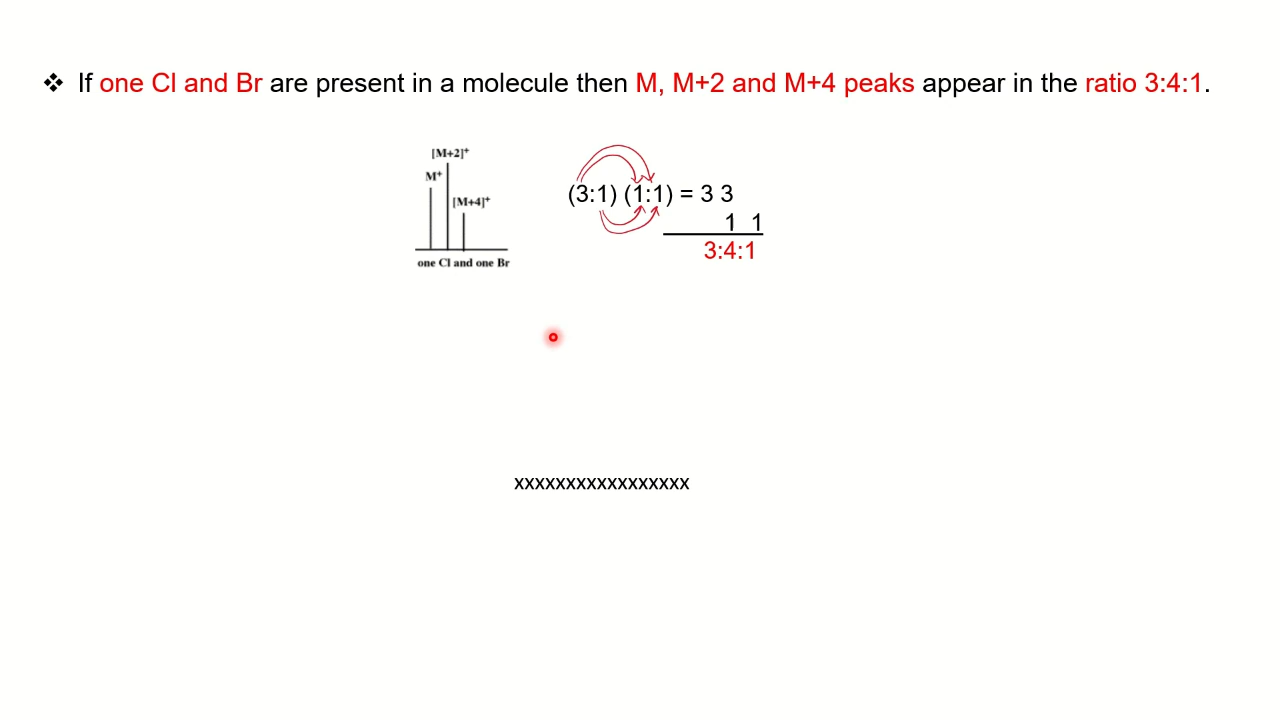 ❖ If one Cl and Br are present in a molecule then M, M+2 and M+4 peaks appear in the ratio 3:4:1.
[M+2]⁺
M⁺
[M+4]⁺
one Cl and one Br
(3:1) (1:1) = 3 3
1 1
3:4:1
xxxxxxxxxxxxxxxxx